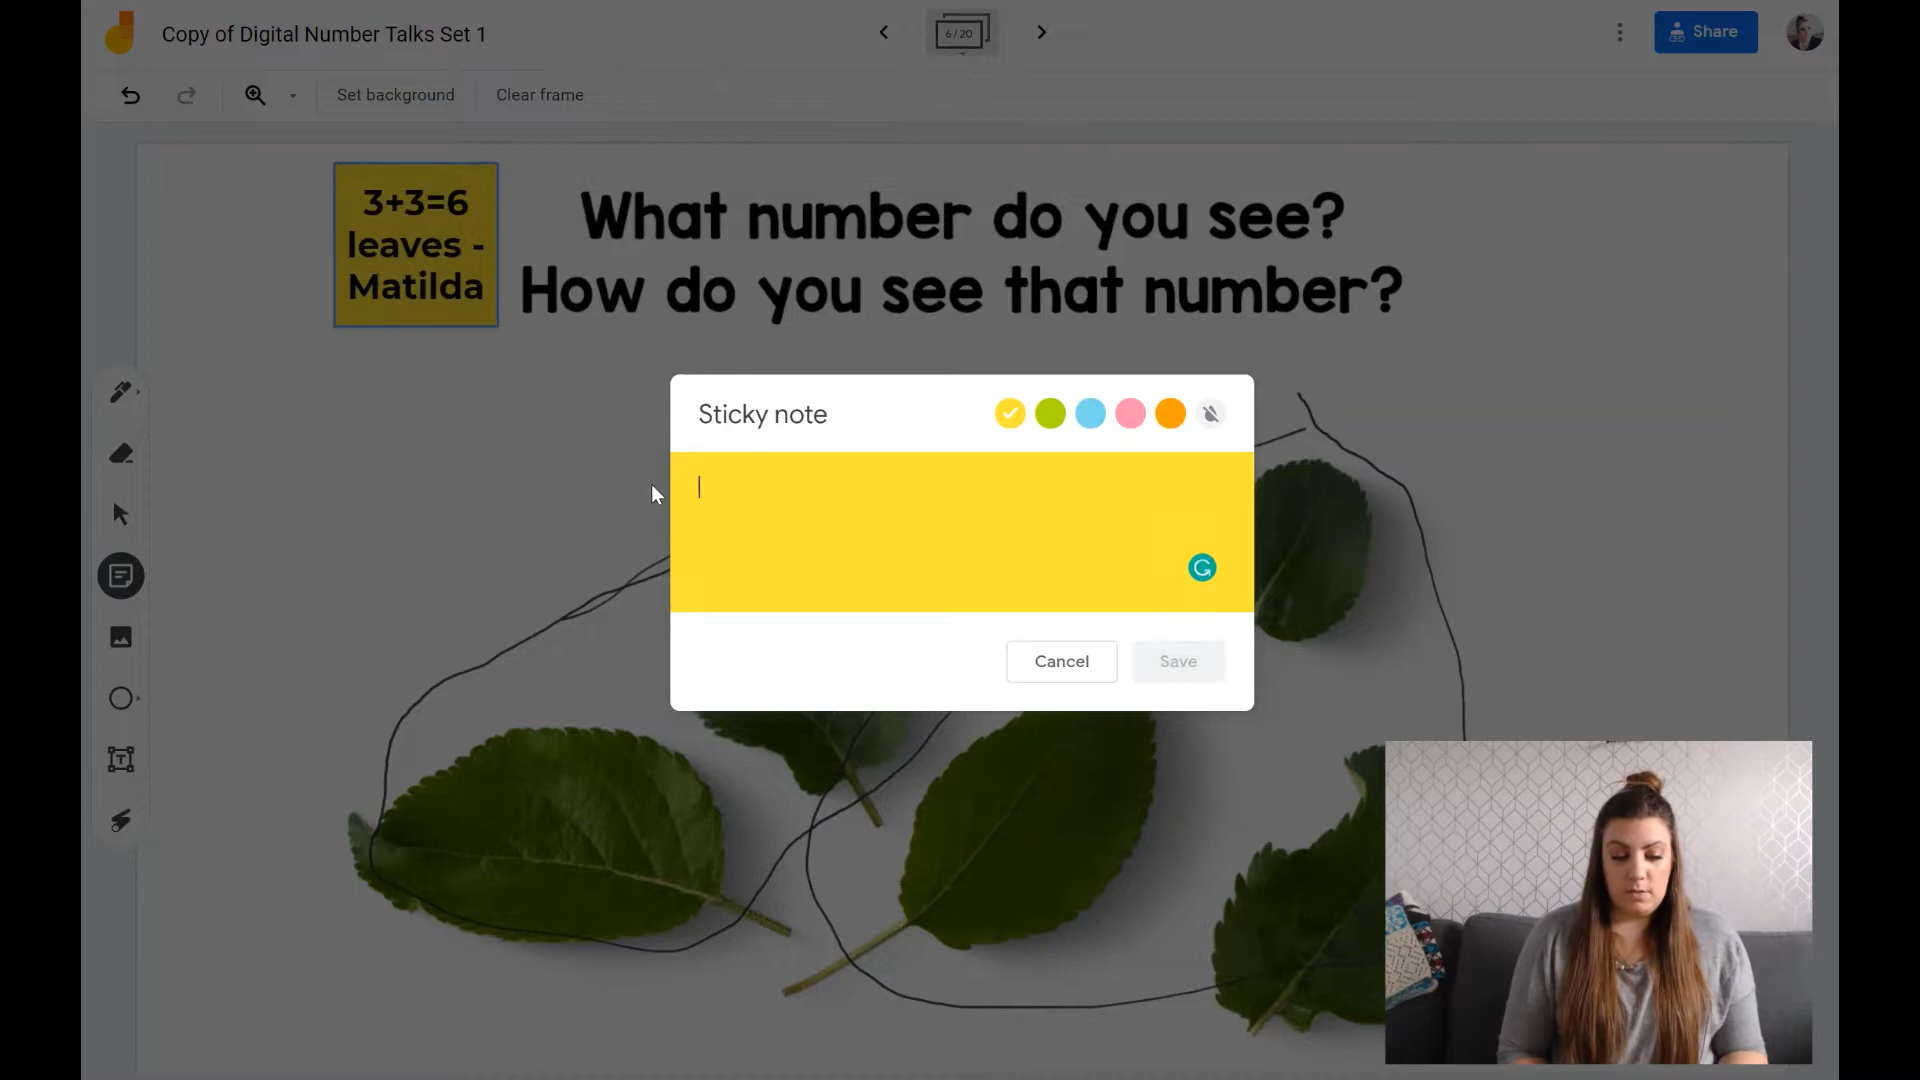 Copy of Digital Number Talks Set 1
6 / 20
Share
Set background
Clear frame
3+3=6
leaves -
Matilda
What number do you see?
How do you see that number?
Sticky note
Cancel
Save